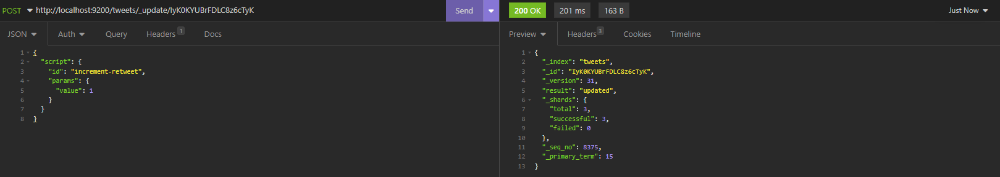 POST http://localhost:9200/tweets/_update/IyK0KYUBrFDLC8z6cTyK Send
JSON Auth Query Headers 1 Docs
1 {
2 "script": {
3 "id": "increment-retweet",
4 "params": {
5 "value": 1
6 }
7 }
8 }
200 OK 201 ms 163 B Just Now
Preview Headers 3 Cookies Timeline
1 {
2 "_index": "tweets",
3 "_id": "IyK0KYUBrFDLC8z6cTyK",
4 "_version": 31,
5 "result": "updated",
6 "_shards": {
7 "total": 3,
8 "successful": 3,
9 "failed": 0
10 },
11 "_seq_no": 8375,
12 "_primary_term": 15
13 }